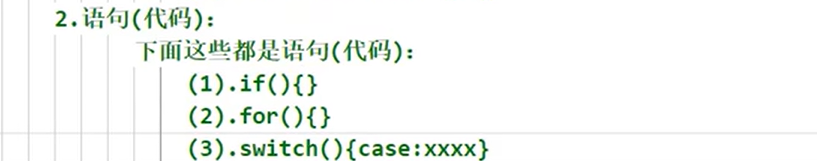 2.语句(代码):
下面这些都是语句(代码):
(1).if(){}
(2).for(){}
(3).switch(){case:xxxx}